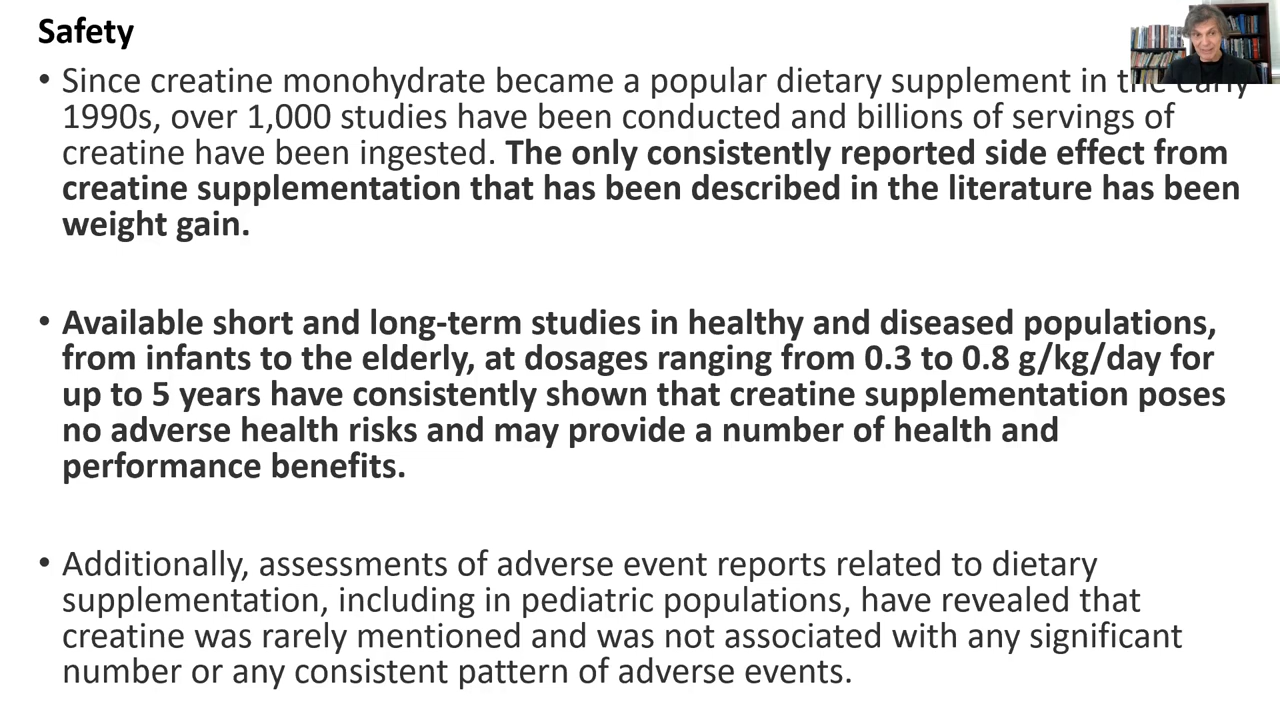 Safety
• Since creatine monohydrate became a popular dietary supplement in the early
1990s, over 1,000 studies have been conducted and billions of servings of
creatine have been ingested. The only consistently reported side effect from
creatine supplementation that has been described in the literature has been
weight gain.
• Available short and long-term studies in healthy and diseased populations,
from infants to the elderly, at dosages ranging from 0.3 to 0.8 g/kg/day for
up to 5 years have consistently shown that creatine supplementation poses
no adverse health risks and may provide a number of health and
performance benefits.
• Additionally, assessments of adverse event reports related to dietary
supplementation, including in pediatric populations, have revealed that
creatine was rarely mentioned and was not associated with any significant
number or any consistent pattern of adverse events.